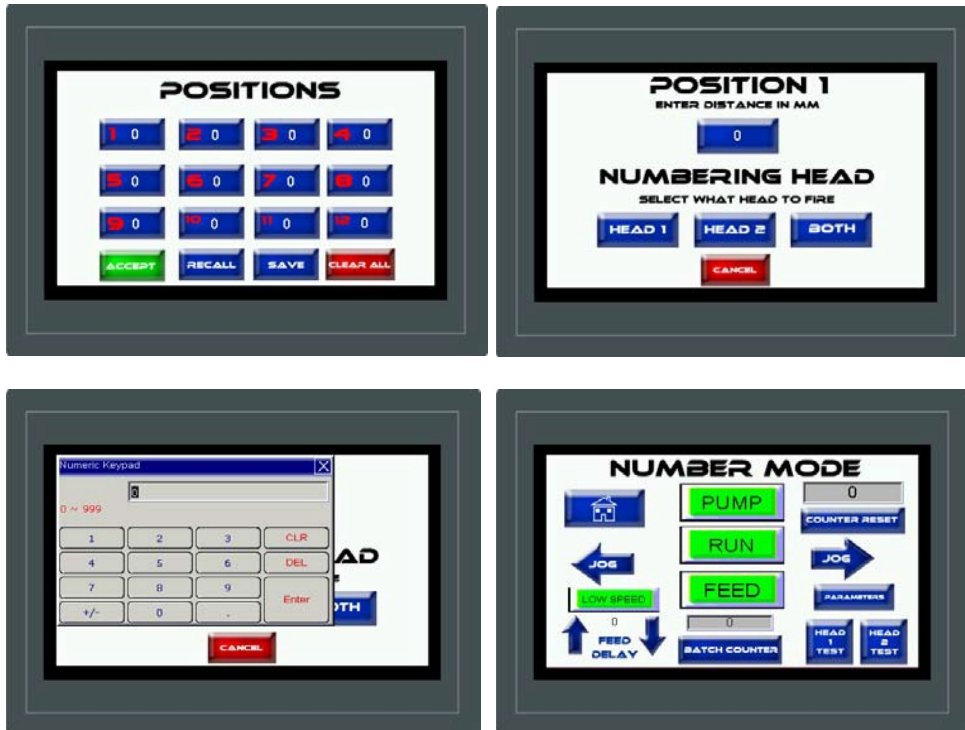 POSITIONS
1 0 2 0 3 0 4 0
5 0 6 0 7 0 8 0
9 0 10 0 11 0 12 0
ACCEPT RECALL SAVE CLEAR ALL
POSITION 1
ENTER DISTANCE IN MM
0
NUMBERING HEAD
SELECT WHAT HEAD TO FIRE
HEAD 1 HEAD 2 BOTH
CANCEL
Numeric Keypad X
0
0 ~ 999
1 2 3 CLR
4 5 6 DEL
7 8 9 Enter
+/- 0 .
AD
E
OTH
CANCEL
NUMBER MODE
PUMP 0
COUNTER RESET
JOG RUN JOG
LOW SPEED FEED PARAMETERS
0 0
FEED
DELAY
BATCH COUNTER
HEAD
1
TEST
HEAD
2
TEST